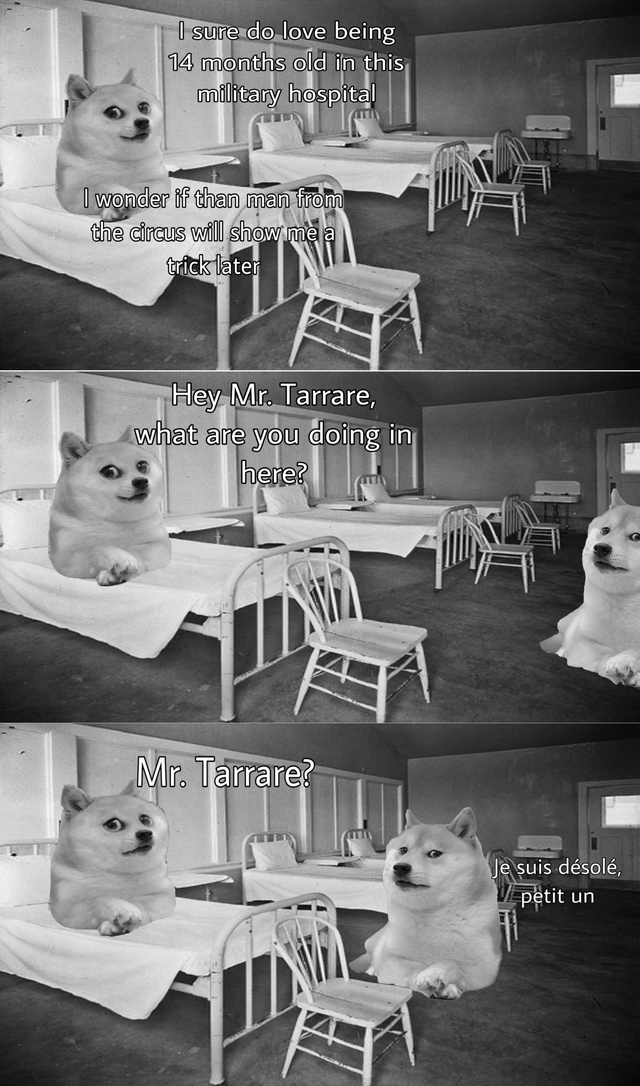 I sure do love being
14 months old in this
military hospital
I wonder if than man from
the circus will show me a
trick later
Hey Mr. Tarrare,
what are you doing in
here?
Mr. Tarrare?
Je suis désolé,
petit un